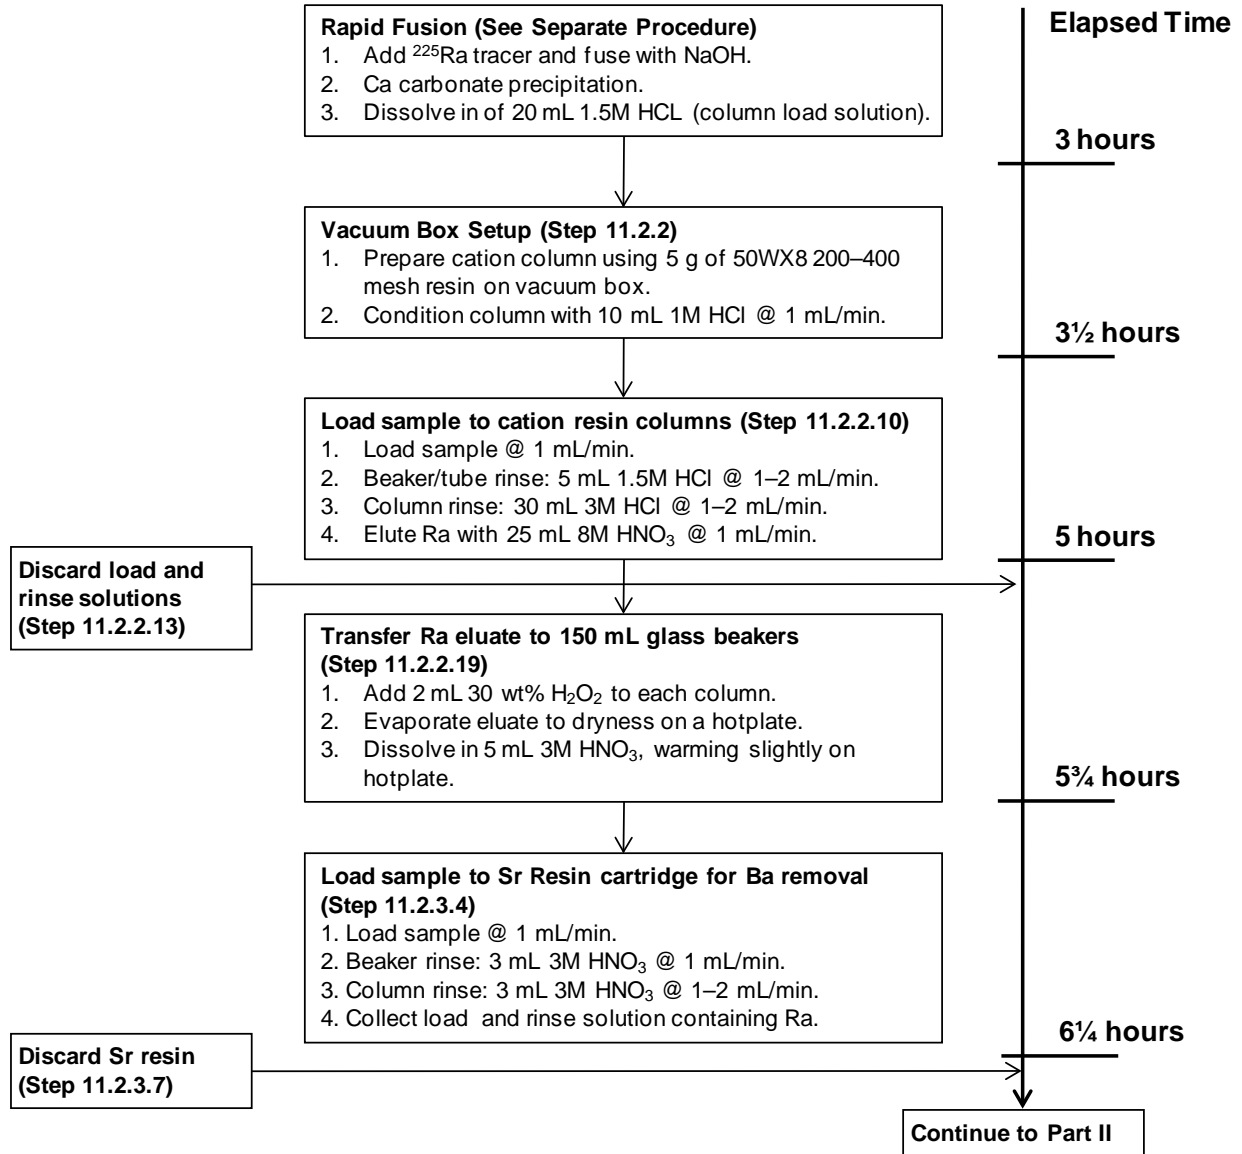 Rapid Fusion (See Separate Procedure)
1. Add ²²⁵Ra tracer and fuse with NaOH.
2. Ca carbonate precipitation.
3. Dissolve in of 20 mL 1.5M HCL (column load solution).
Elapsed Time
3 hours
Vacuum Box Setup (Step 11.2.2)
1. Prepare cation column using 5 g of 50WX8 200–400
mesh resin on vacuum box.
2. Condition column with 10 mL 1M HCl @ 1 mL/min.
3½ hours
Load sample to cation resin columns (Step 11.2.2.10)
1. Load sample @ 1 mL/min.
2. Beaker/tube rinse: 5 mL 1.5M HCl @ 1–2 mL/min.
3. Column rinse: 30 mL 3M HCl @ 1–2 mL/min.
4. Elute Ra with 25 mL 8M HNO₃ @ 1 mL/min.
5 hours
Discard load and
rinse solutions
(Step 11.2.2.13)
Transfer Ra eluate to 150 mL glass beakers
(Step 11.2.2.19)
1. Add 2 mL 30 wt% H₂O₂ to each column.
2. Evaporate eluate to dryness on a hotplate.
3. Dissolve in 5 mL 3M HNO₃, warming slightly on
hotplate.
5¾ hours
Load sample to Sr Resin cartridge for Ba removal
(Step 11.2.3.4)
1. Load sample @ 1 mL/min.
2. Beaker rinse: 3 mL 3M HNO₃ @ 1 mL/min.
3. Column rinse: 3 mL 3M HNO₃ @ 1–2 mL/min.
4. Collect load and rinse solution containing Ra.
6¼ hours
Discard Sr resin
(Step 11.2.3.7)
Continue to Part II